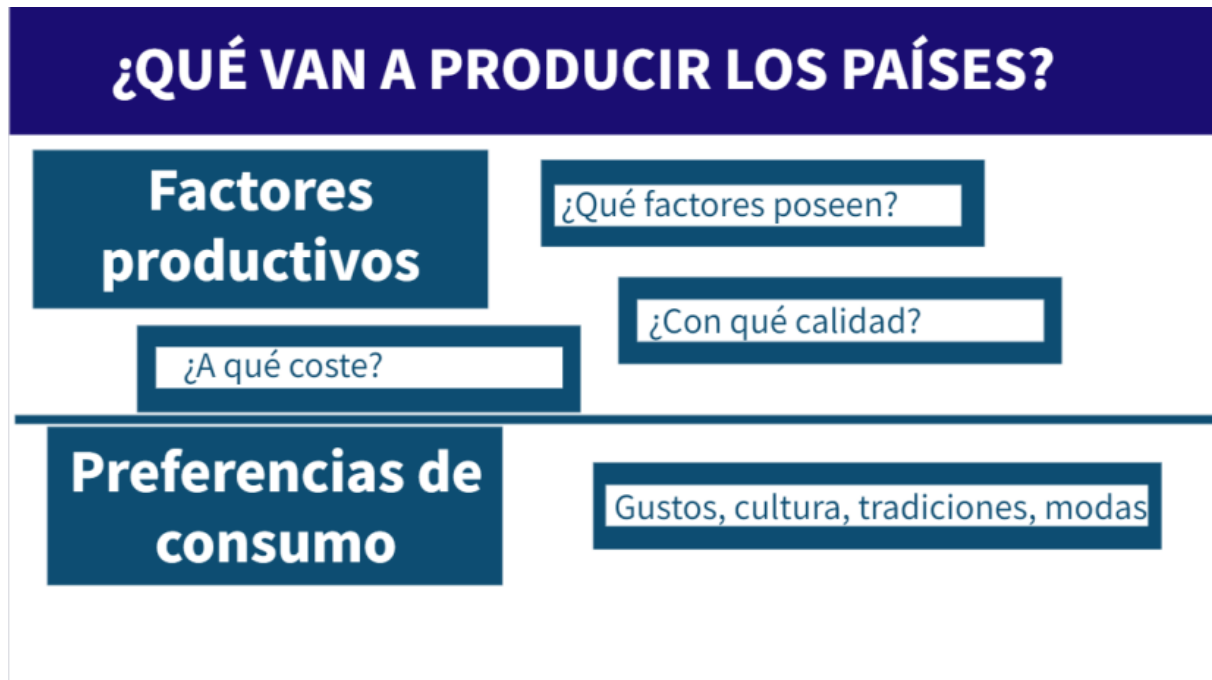 ¿QUÉ VAN A PRODUCIR LOS PAÍSES?
Factores
productivos
¿Qué factores poseen?
¿Con qué calidad?
¿A qué coste?
Preferencias de
consumo
Gustos, cultura, tradiciones, modas